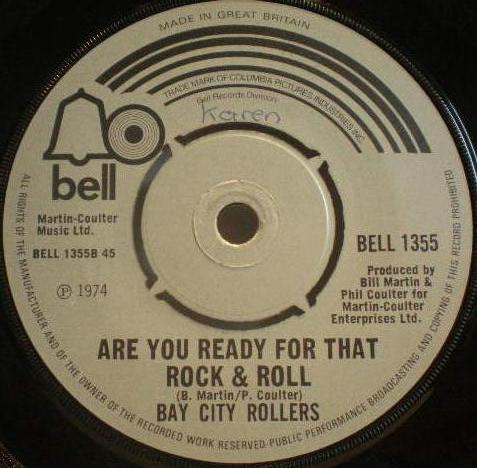 MADE IN GREAT BRITAIN
TRADE MARK OF COLUMBIA PICTURES INDUSTRIES INC.
Bell Records Division
Karen
bell
Martin-Coulter
Music Ltd.
BELL 1355B 45
Ⓟ 1974
BELL 1355
Produced by
Bill Martin &
Phil Coulter for
Martin-Coulter
Enterprises Ltd.
ARE YOU READY FOR THAT
ROCK & ROLL
(B. Martin/P. Coulter)
BAY CITY ROLLERS
ALL RIGHTS OF THE MANUFACTURER AND OF THE OWNER OF THE RECORDED WORK RESERVED·PUBLIC PERFORMANCE BROADCASTING AND COPYING OF THIS RECORD PROHIBITED